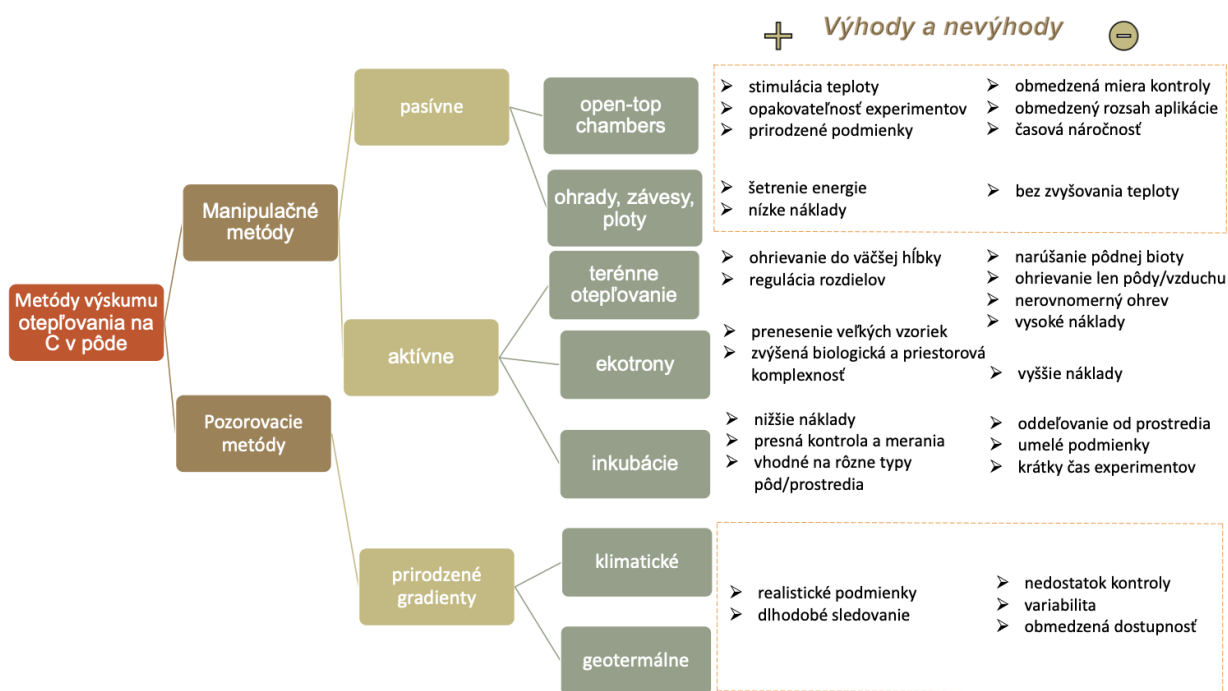 Výhody a nevýhody
Metódy výskumu
otepľovania na
C v pôde
Manipulačné
metódy
Pozorovacie
metódy
pasívne
aktívne
prirodzené
gradienty
open-top
chambers
stimulácia teploty
opakovateľnosť experimentov
prirodzené podmienky
obmedzená miera kontroly
obmedzený rozsah aplikácie
časová náročnosť
ohrady, závesy,
ploty
šetrenie energie
nízke náklady
bez zvyšovania teploty
terénne
otepľovanie
ohrievanie do väčšej hĺbky
regulácia rozdielov
narúšanie pôdnej bioty
ohrievanie len pôdy/vzduchu
nerovnomerný ohrev
vysoké náklady
ekotrony
prenesenie veľkých vzoriek
zvýšená biologická a priestorová
komplexnosť
vyššie náklady
inkubácie
nižšie náklady
presná kontrola a merania
vhodné na rôzne typy
pôd/prostredia
oddeľovanie od prostredia
umelé podmienky
krátky čas experimentov
klimatické
geotermálne
realistické podmienky
dlhodobé sledovanie
nedostatok kontroly
variabilita
obmedzená dostupnosť